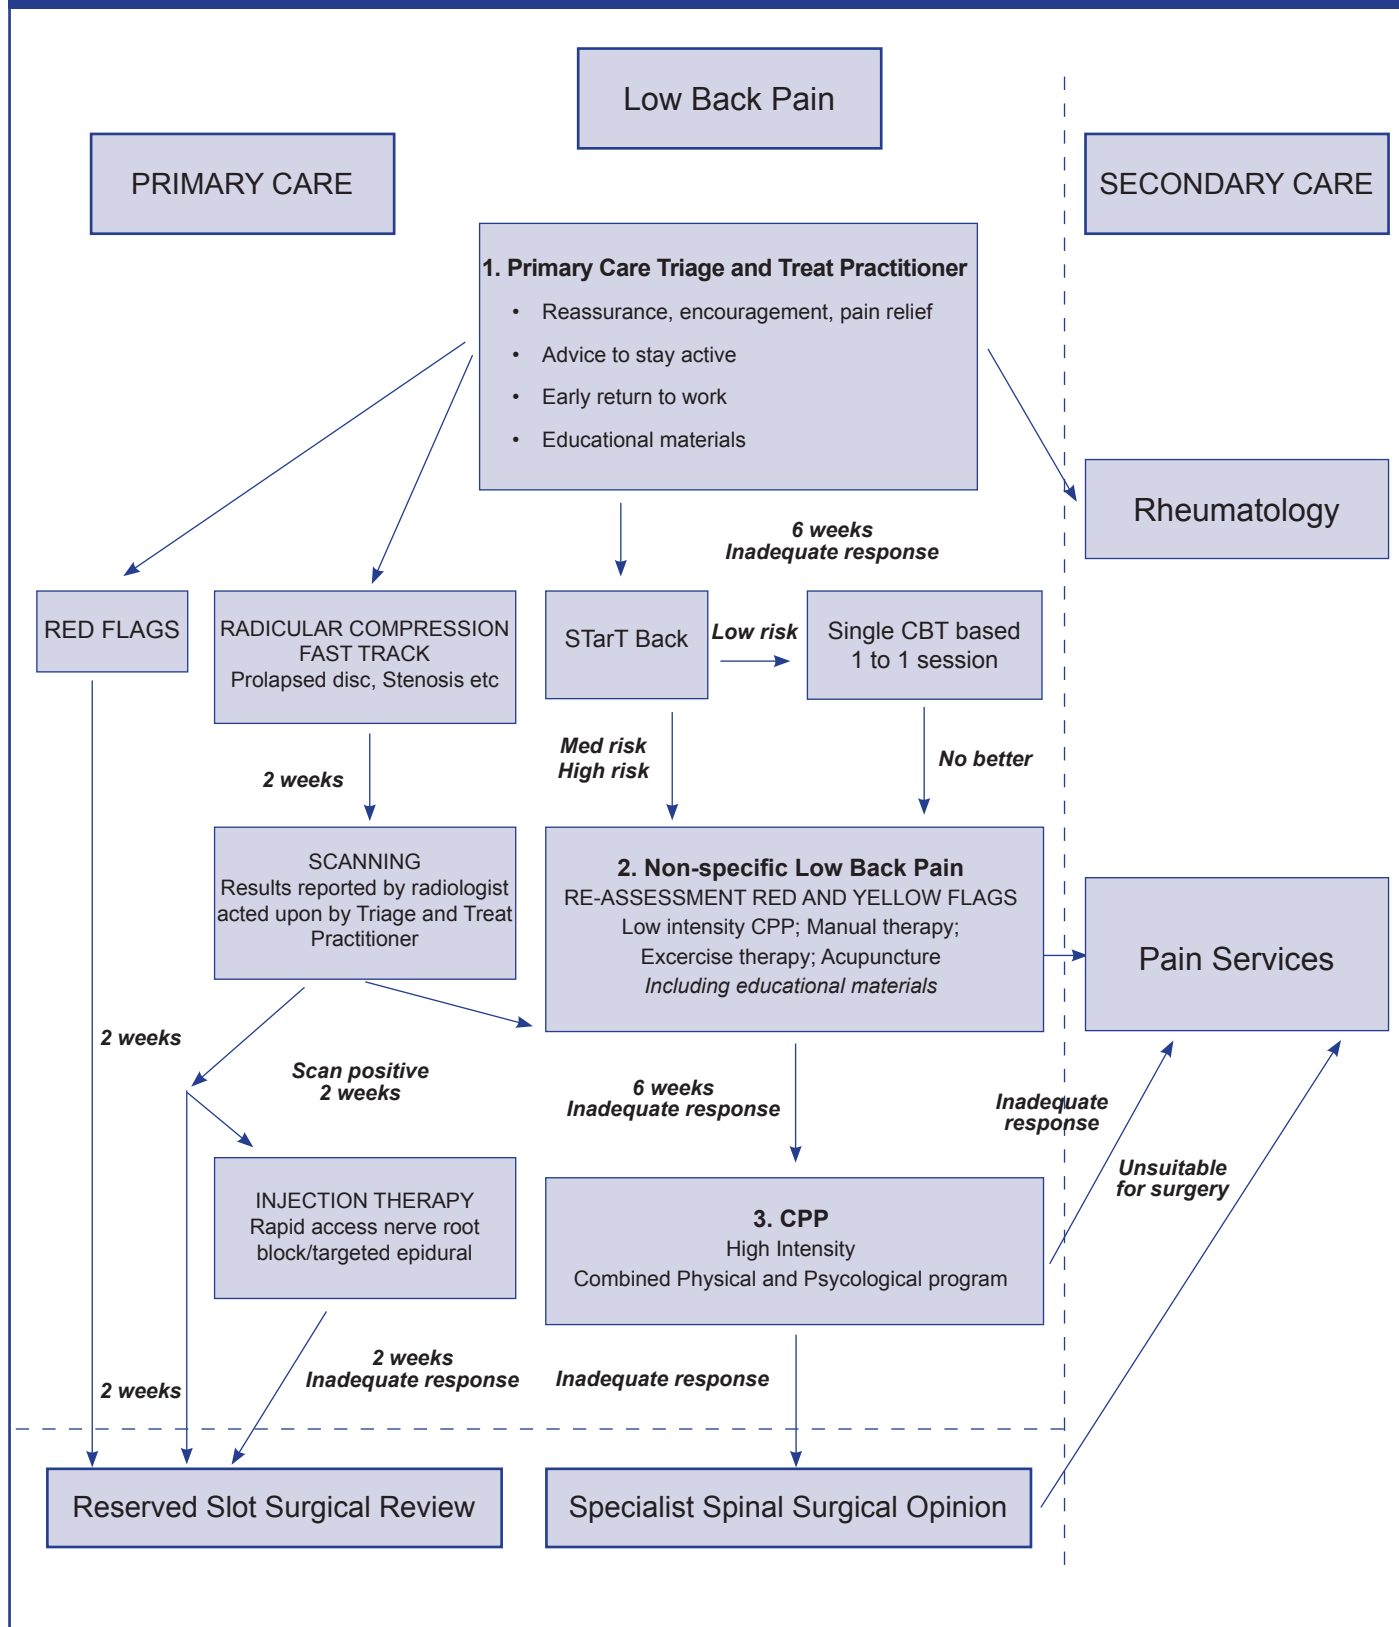 Low Back Pain
PRIMARY CARE
SECONDARY CARE
1. Primary Care Triage and Treat Practitioner
• Reassurance, encouragement, pain relief
• Advice to stay active
• Early return to work
• Educational materials
Rheumatology
6 weeks
Inadequate response
RED FLAGS
RADICULAR COMPRESSION
FAST TRACK
Prolapsed disc, Stenosis etc
STarT Back
Low risk
Single CBT based
1 to 1 session
2 weeks
Med risk
High risk
No better
SCANNING
Results reported by radiologist
acted upon by Triage and Treat
Practitioner
2. Non-specific Low Back Pain
RE-ASSESSMENT RED AND YELLOW FLAGS
Low intensity CPP; Manual therapy;
Excercise therapy; Acupuncture
Including educational materials
Pain Services
2 weeks
Scan positive
2 weeks
6 weeks
Inadequate response
Inadequate
response
Unsuitable
for surgery
INJECTION THERAPY
Rapid access nerve root
block/targeted epidural
3. CPP
High Intensity
Combined Physical and Psycological program
2 weeks
2 weeks
Inadequate response
Inadequate response
Reserved Slot Surgical Review
Specialist Spinal Surgical Opinion